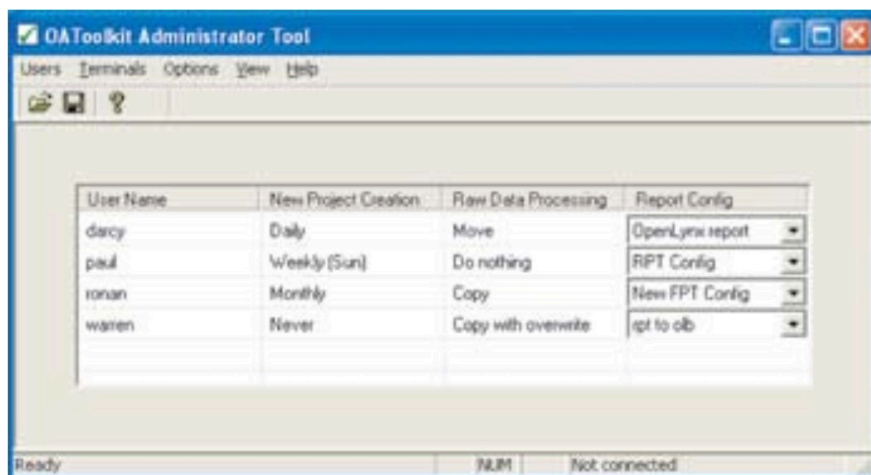 OAToolkit Administrator Tool
Users Terminals Options View Help
User Name New Project Creation Raw Data Processing Report Config
darcy Daily Move OpenLynx report
paul Weekly (Sun) Do nothing RPT Config
ronan Monthly Copy New FPT Config
warren Never Copy with overwrite rpt to olb
Ready NUM Not connected